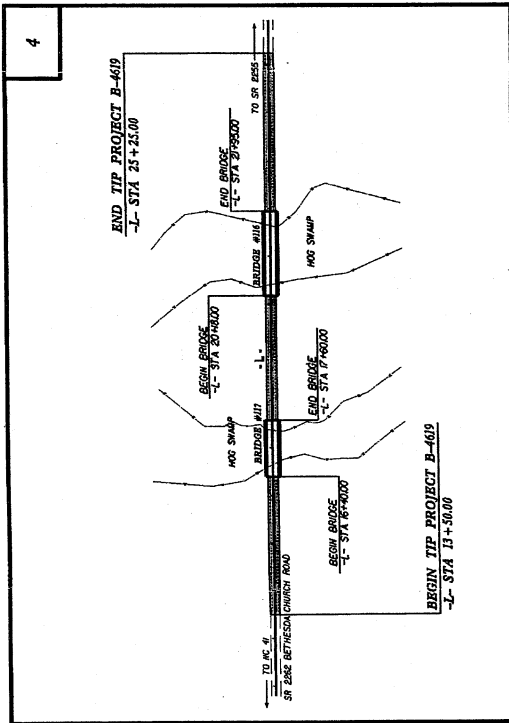 4
END TIP PROJECT B-4619
-L- STA 25+25.00
TO SR 2255
END BRIDGE
-L- STA 21+95.00
BRIDGE #116
HOG SWAMP
BEGIN BRIDGE
-L- STA 20+18.00
-L-
END BRIDGE
-L- STA 17+60.00
HOG SWAMP
BRIDGE #117
BEGIN BRIDGE
-L- STA 16+40.00
BEGIN TIP PROJECT B-4619
-L- STA 13+50.00
TO NC 41
SR 2262 BETHESDA CHURCH ROAD